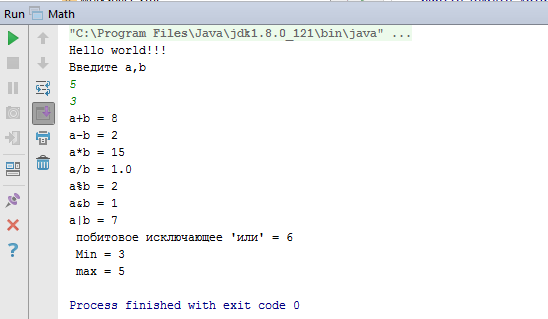 Run Math
"C:\Program Files\Java\jdk1.8.0_121\bin\java" ...
Hello world!!!
Введите a,b
5
3
a+b = 8
a-b = 2
a*b = 15
a/b = 1.0
a%b = 2
a&b = 1
a|b = 7
побитовое исключающее 'или' = 6
Min = 3
max = 5
Process finished with exit code 0